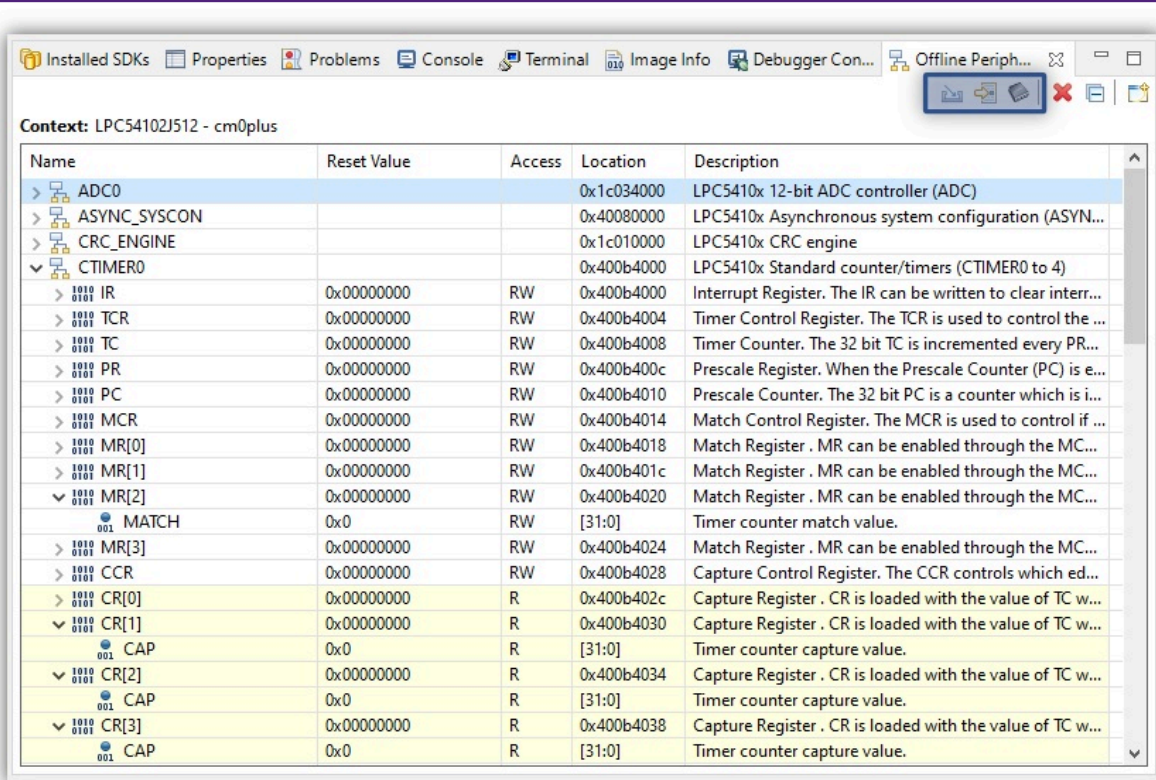 Installed SDKs Properties Problems Console Terminal Image Info Debugger Con... Offline Periph...
Context: LPC54102J512 - cm0plus
Name Reset Value Access Location Description
ADC0 0x1c034000 LPC5410x 12-bit ADC controller (ADC)
ASYNC_SYSCON 0x40080000 LPC5410x Asynchronous system configuration (ASYN...
CRC_ENGINE 0x1c010000 LPC5410x CRC engine
CTIMER0 0x400b4000 LPC5410x Standard counter/timers (CTIMER0 to 4)
IR 0x00000000 RW 0x400b4000 Interrupt Register. The IR can be written to clear interr...
TCR 0x00000000 RW 0x400b4004 Timer Control Register. The TCR is used to control the ...
TC 0x00000000 RW 0x400b4008 Timer Counter. The 32 bit TC is incremented every PR...
PR 0x00000000 RW 0x400b400c Prescale Register. When the Prescale Counter (PC) is e...
PC 0x00000000 RW 0x400b4010 Prescale Counter. The 32 bit PC is a counter which is i...
MCR 0x00000000 RW 0x400b4014 Match Control Register. The MCR is used to control if ...
MR[0] 0x00000000 RW 0x400b4018 Match Register . MR can be enabled through the MC...
MR[1] 0x00000000 RW 0x400b401c Match Register . MR can be enabled through the MC...
MR[2] 0x00000000 RW 0x400b4020 Match Register . MR can be enabled through the MC...
MATCH 0x0 RW [31:0] Timer counter match value.
MR[3] 0x00000000 RW 0x400b4024 Match Register . MR can be enabled through the MC...
CCR 0x00000000 RW 0x400b4028 Capture Control Register. The CCR controls which ed...
CR[0] 0x00000000 R 0x400b402c Capture Register . CR is loaded with the value of TC w...
CR[1] 0x00000000 R 0x400b4030 Capture Register . CR is loaded with the value of TC w...
CAP 0x0 R [31:0] Timer counter capture value.
CR[2] 0x00000000 R 0x400b4034 Capture Register . CR is loaded with the value of TC w...
CAP 0x0 R [31:0] Timer counter capture value.
CR[3] 0x00000000 R 0x400b4038 Capture Register . CR is loaded with the value of TC w...
CAP 0x0 R [31:0] Timer counter capture value.